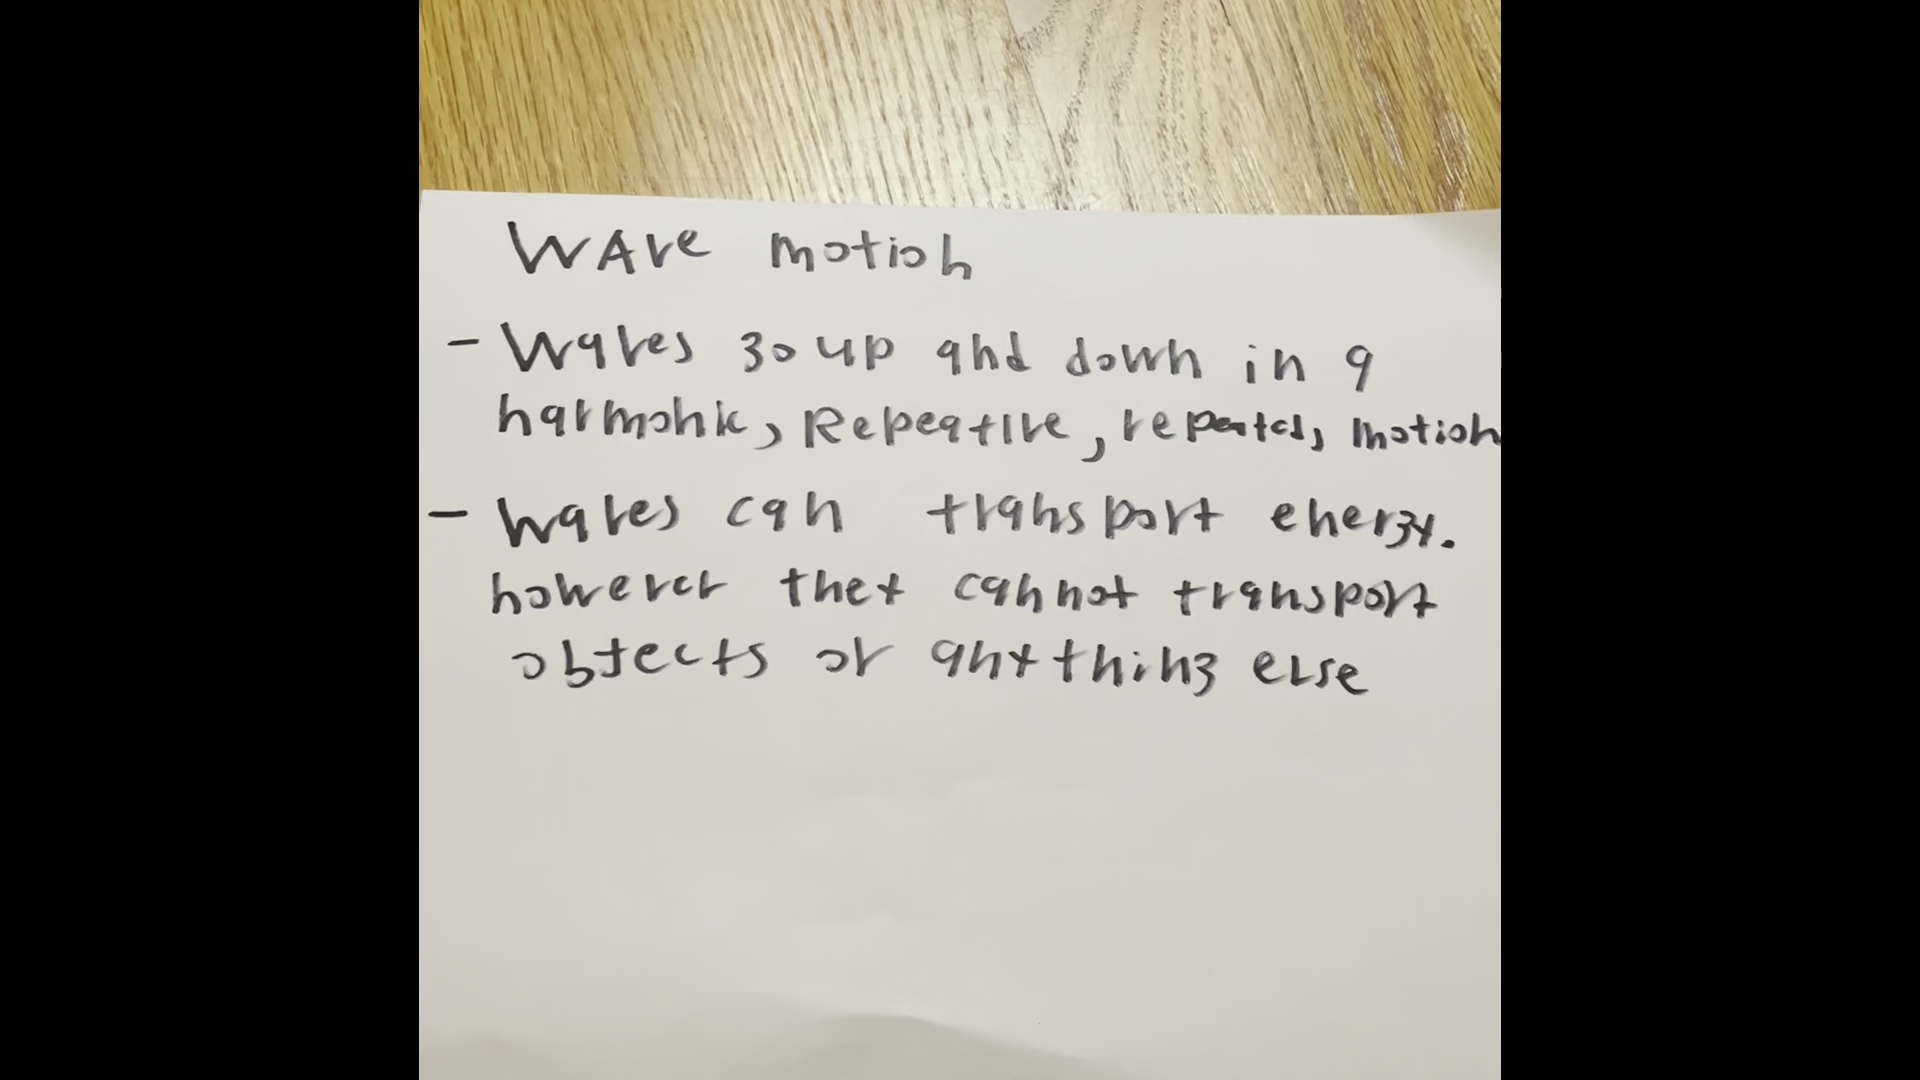 WAve motion
- Waves go up and down in a
harmonic, Repeative, repeated, motion
- waves can transport energy.
however they cannot transport
objects or anything else